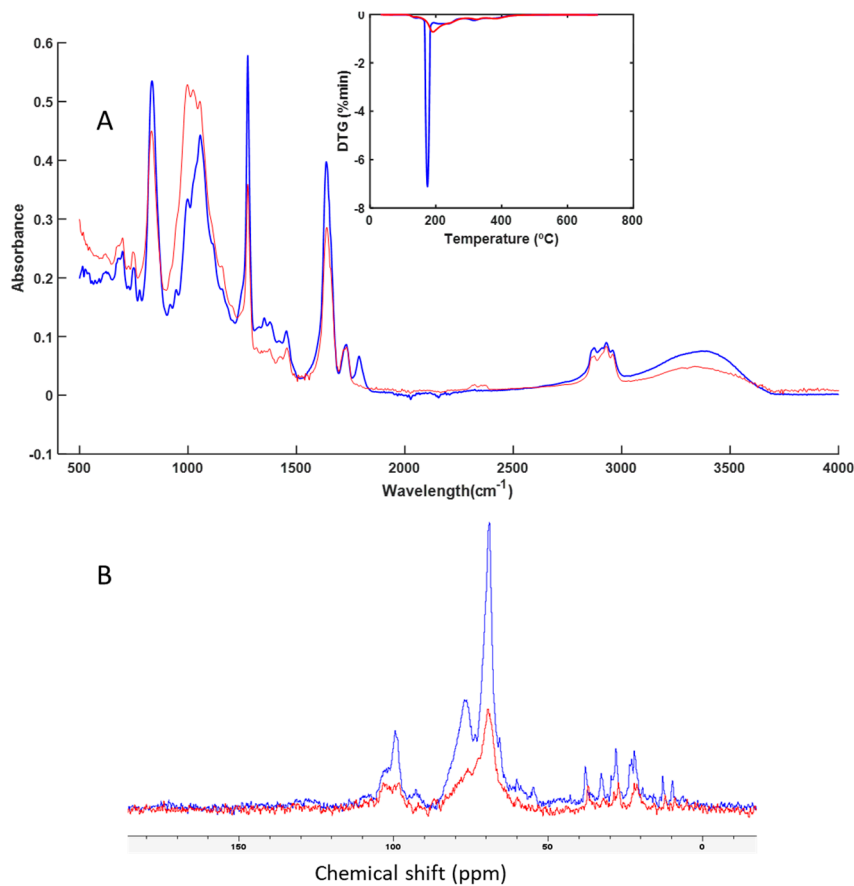 A
0.6
0.5
0.4
0.3
0.2
0.1
0
-0.1
Absorbance
500 1000 1500 2000 2500 3000 3500 4000
Wavelength(cm-1)
0
-2
-4
-6
-8
DTG (%min)
0 200 400 600 800
Temperature (ºC)
B
150 100 50 0
Chemical shift (ppm)